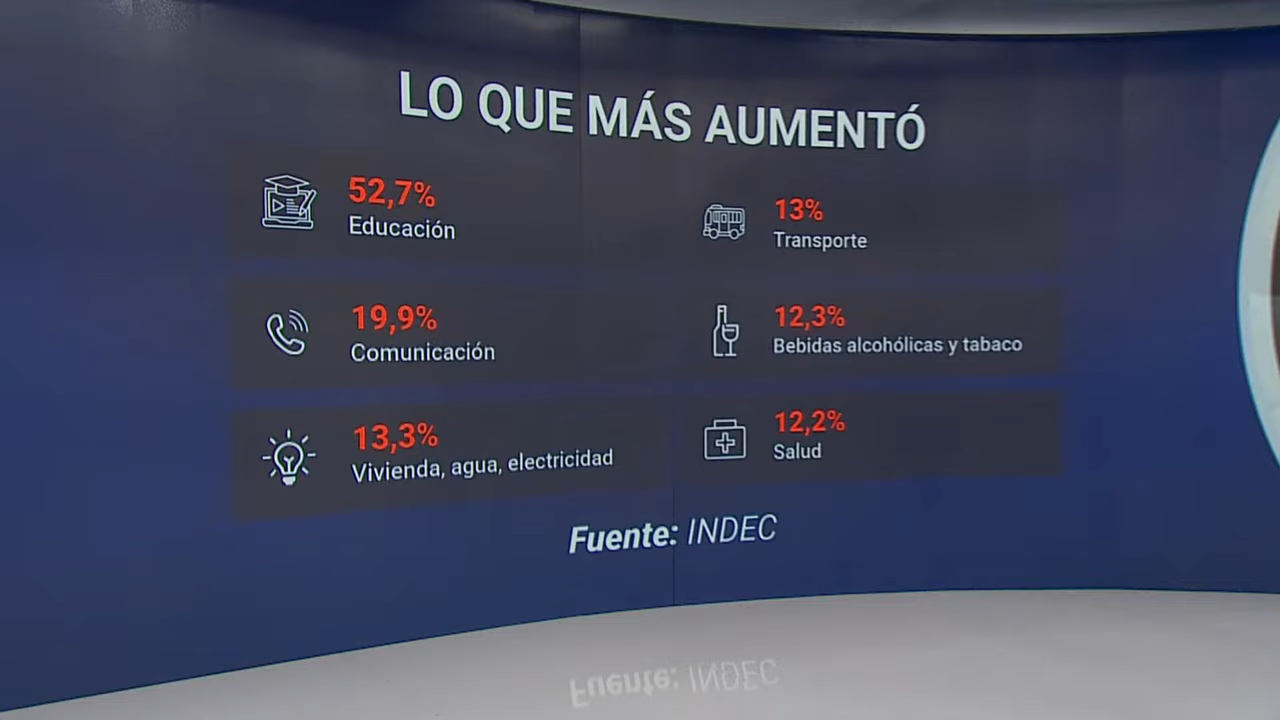 LO QUE MÁS AUMENTÓ
52,7%
Educación
19,9%
Comunicación
13,3%
Vivienda, agua, electricidad
13%
Transporte
12,3%
Bebidas alcohólicas y tabaco
12,2%
Salud
Fuente: INDEC